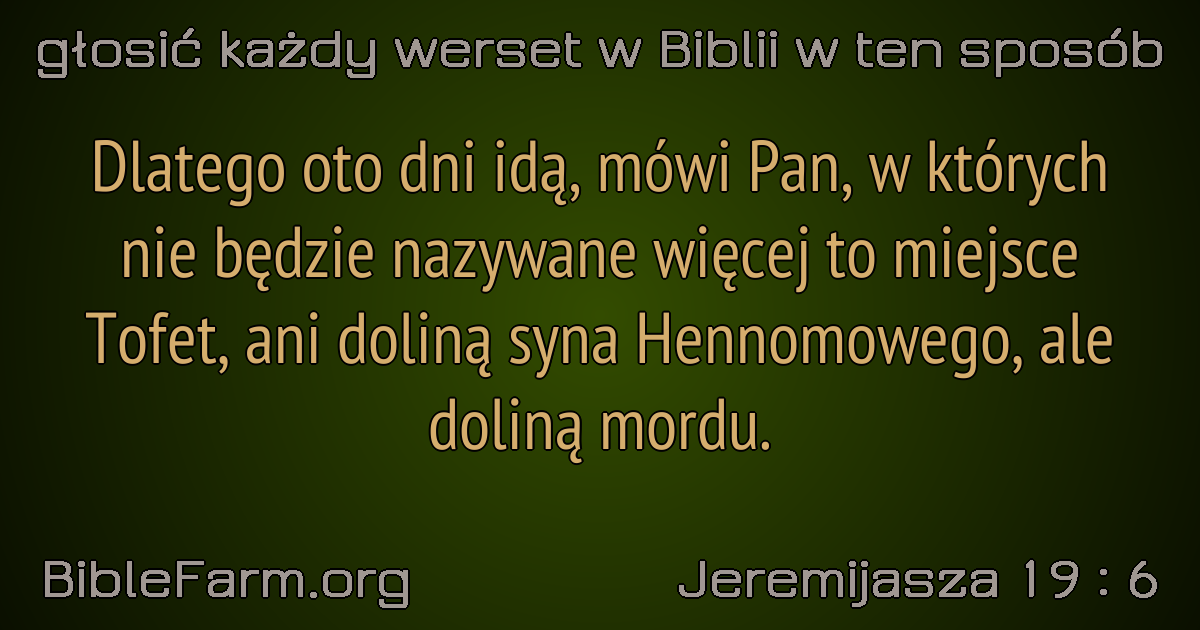 głosić każdy werset w Biblii w ten sposób
Dlatego oto dni idą, mówi Pan, w których
nie będzie nazywane więcej to miejsce
Tofet, ani doliną syna Hennomowego, ale
doliną mordu.
BibleFarm.org
Jeremijasza 19 : 6